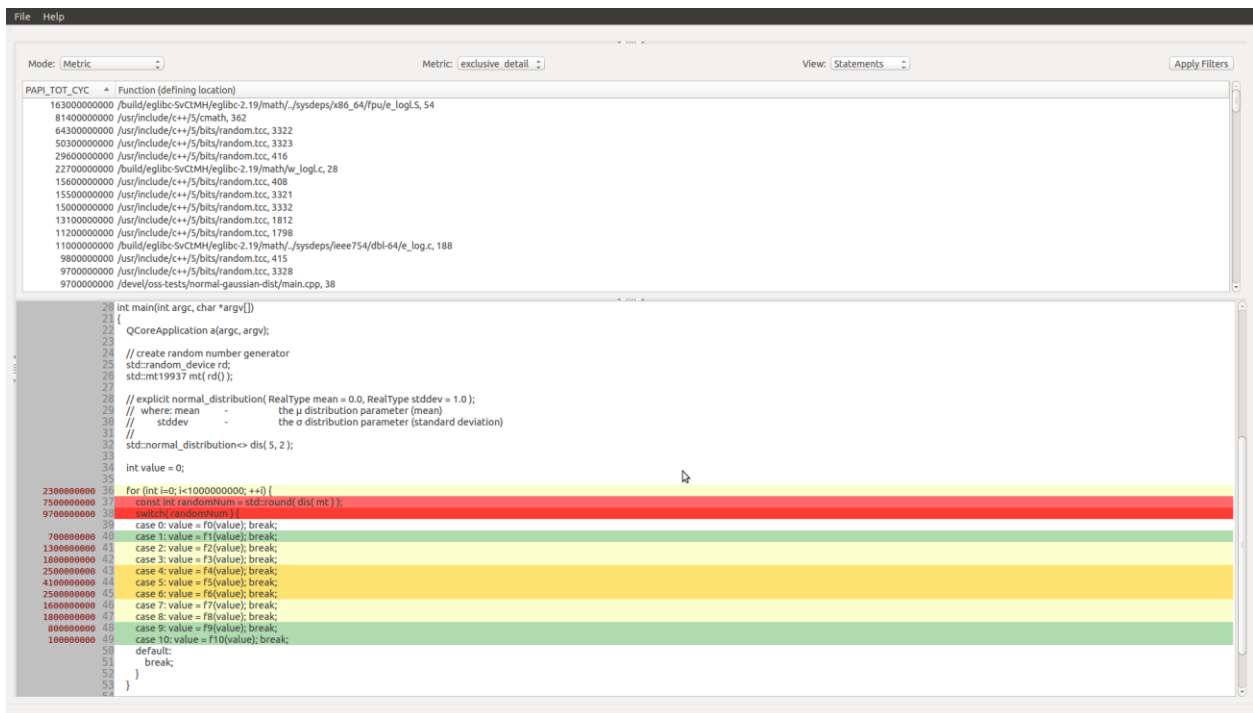 File Help
Mode: Metric Metric: exclusive_detail View: Statements Apply Filters
PAPI_TOT_CYC Function (defining location)
163000000000 /build/eglibc-SvCtMH/eglibc-2.19/math/../sysdeps/x86_64/fpu/e_logl.S, 54
81400000000 /usr/include/c++/5/cmath, 362
64300000000 /usr/include/c++/5/bits/random.tcc, 3322
50300000000 /usr/include/c++/5/bits/random.tcc, 3323
29600000000 /usr/include/c++/5/bits/random.tcc, 416
22700000000 /build/eglibc-SvCtMH/eglibc-2.19/math/w_logl.c, 28
15600000000 /usr/include/c++/5/bits/random.tcc, 408
15500000000 /usr/include/c++/5/bits/random.tcc, 3321
15000000000 /usr/include/c++/5/bits/random.tcc, 3332
13100000000 /usr/include/c++/5/bits/random.tcc, 1812
11200000000 /usr/include/c++/5/bits/random.tcc, 1798
11000000000 /build/eglibc-SvCtMH/eglibc-2.19/math/../sysdeps/ieee754/dbl-64/e_log.c, 188
9800000000 /usr/include/c++/5/bits/random.tcc, 415
9700000000 /usr/include/c++/5/bits/random.tcc, 3328
9700000000 /devel/oss-tests/normal-gaussian-dist/main.cpp, 38
20 int main(int argc, char *argv[])
21 {
22 QCoreApplication a(argc, argv);
23
24 // create random number generator
25 std::random_device rd;
26 std::mt19937 mt( rd() );
27
28 // explicit normal_distribution( RealType mean = 0.0, RealType stddev = 1.0 );
29 // where: mean - the μ distribution parameter (mean)
30 // stddev - the σ distribution parameter (standard deviation)
31 //
32 std::normal_distribution<> dis( 5, 2 );
33
34 int value = 0;
35
2300000000 36 for (int i=0; i<1000000000; ++i) {
7500000000 37 const int randomNum = std::round( dis( mt ) );
9700000000 38 switch( randomNum ) {
39 case 0: value = f0(value); break;
700000000 40 case 1: value = f1(value); break;
1300000000 41 case 2: value = f2(value); break;
1800000000 42 case 3: value = f3(value); break;
2500000000 43 case 4: value = f4(value); break;
4100000000 44 case 5: value = f5(value); break;
2500000000 45 case 6: value = f6(value); break;
1600000000 46 case 7: value = f7(value); break;
1800000000 47 case 8: value = f8(value); break;
800000000 48 case 9: value = f9(value); break;
100000000 49 case 10: value = f10(value); break;
50 default:
51 break;
52 }
53 }